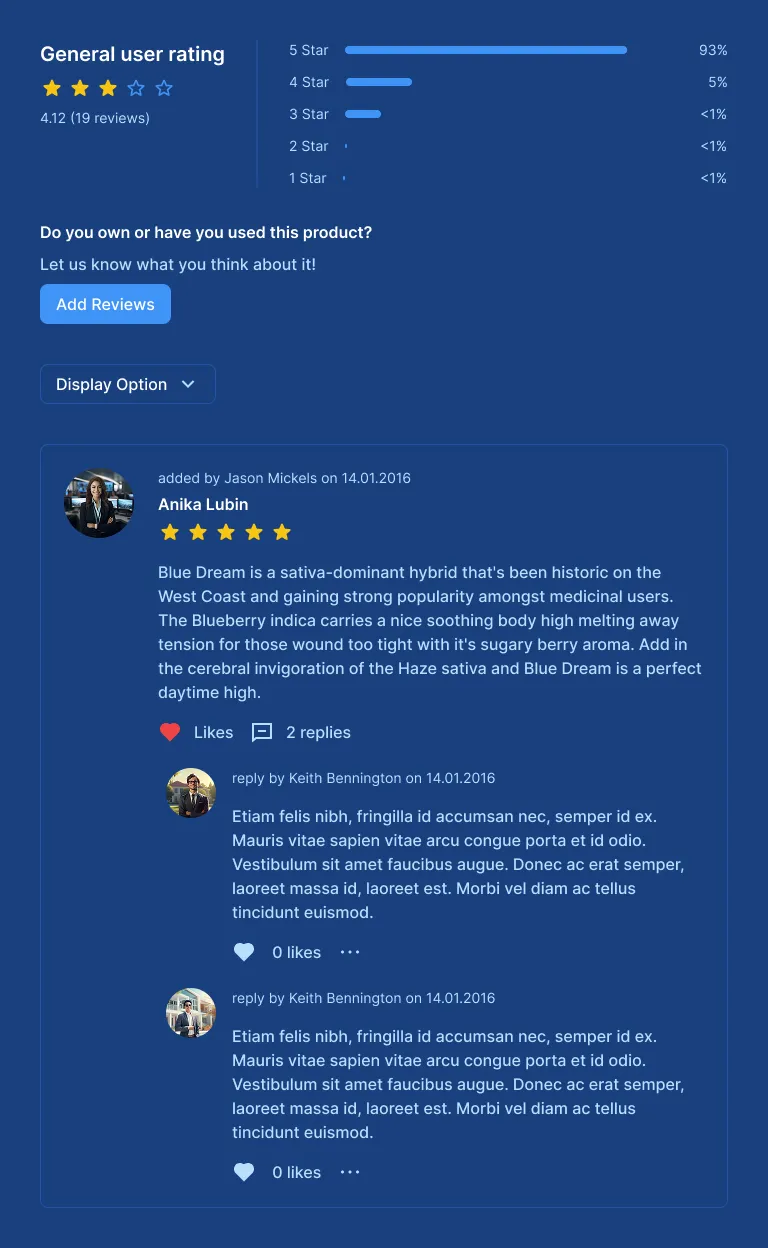 General user rating
4.12 (19 reviews)
5 Star 93%
4 Star 5%
3 Star <1%
2 Star <1%
1 Star <1%
Do you own or have you used this product?
Let us know what you think about it!
Add Reviews
Display Option
added by Jason Mickels on 14.01.2016
Anika Lubin
Blue Dream is a sativa-dominant hybrid that's been historic on the
West Coast and gaining strong popularity amongst medicinal users.
The Blueberry indica carries a nice soothing body high melting away
tension for those wound too tight with it's sugary berry aroma. Add in
the cerebral invigoration of the Haze sativa and Blue Dream is a perfect
daytime high.
Likes 2 replies
reply by Keith Bennington on 14.01.2016
Etiam felis nibh, fringilla id accumsan nec, semper id ex.
Mauris vitae sapien vitae arcu congue porta et id odio.
Vestibulum sit amet faucibus augue. Donec ac erat semper,
laoreet massa id, laoreet est. Morbi vel diam ac tellus
tincidunt euismod.
0 likes
reply by Keith Bennington on 14.01.2016
Etiam felis nibh, fringilla id accumsan nec, semper id ex.
Mauris vitae sapien vitae arcu congue porta et id odio.
Vestibulum sit amet faucibus augue. Donec ac erat semper,
laoreet massa id, laoreet est. Morbi vel diam ac tellus
tincidunt euismod.
0 likes